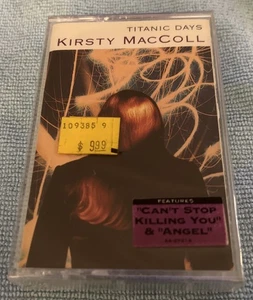 TITANIC DAYS
KIRSTY MACCOLL
109385 9
$ 9.99
FEATURES
"CAN'T STOP
KILLING YOU"
& "ANGEL"